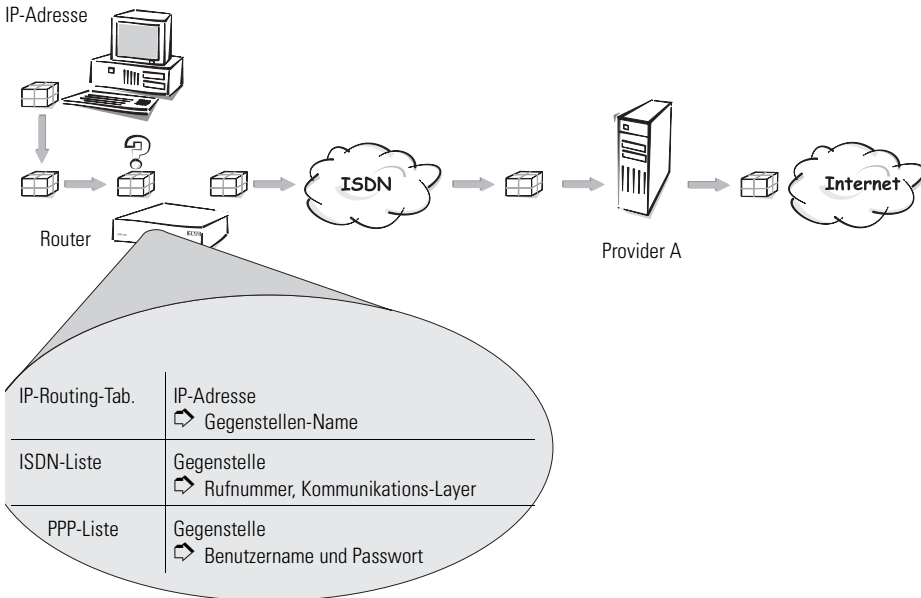 IP-Adresse
ISDN
Internet
Router
Provider A
IP-Routing-Tab.
IP-Adresse
Gegenstellen-Name
ISDN-Liste
Gegenstelle
Rufnummer, Kommunikations-Layer
PPP-Liste
Gegenstelle
Benutzername und Passwort